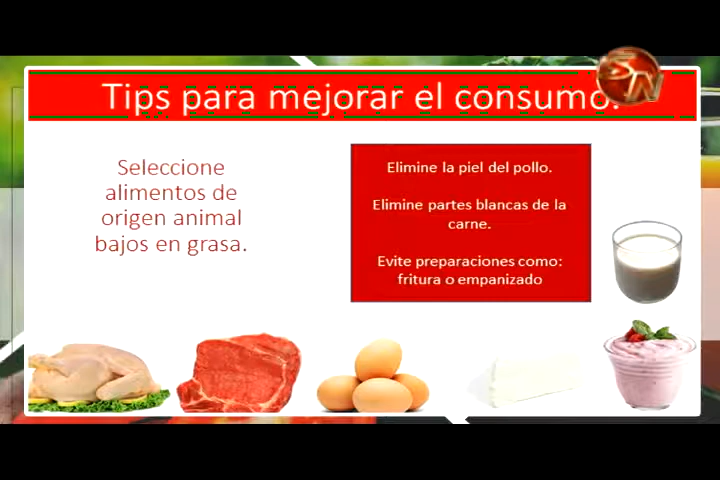 Tips para mejorar el consumo.
SN
Seleccione
alimentos de
origen animal
bajos en grasa.
Elimine la piel del pollo.
Elimine partes blancas de la
carne.
Evite preparaciones como:
fritura o empanizado